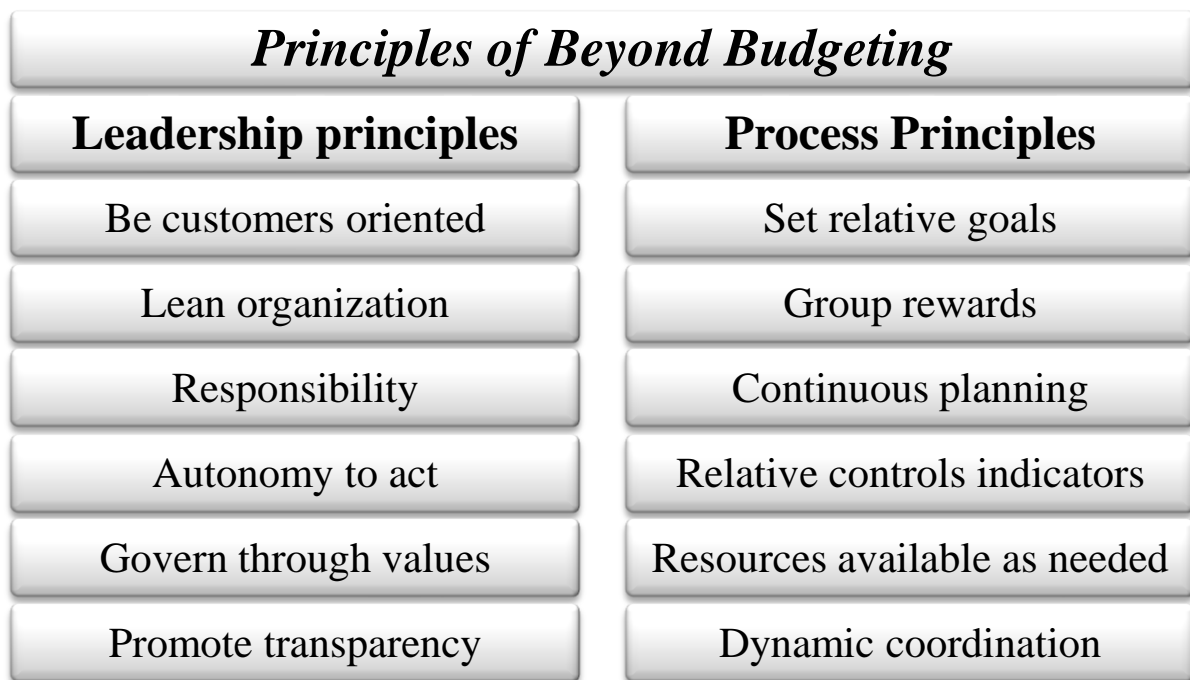 Principles of Beyond Budgeting
Leadership principles
Process Principles
Be customers oriented
Set relative goals
Lean organization
Group rewards
Responsibility
Continuous planning
Autonomy to act
Relative controls indicators
Govern through values
Resources available as needed
Promote transparency
Dynamic coordination